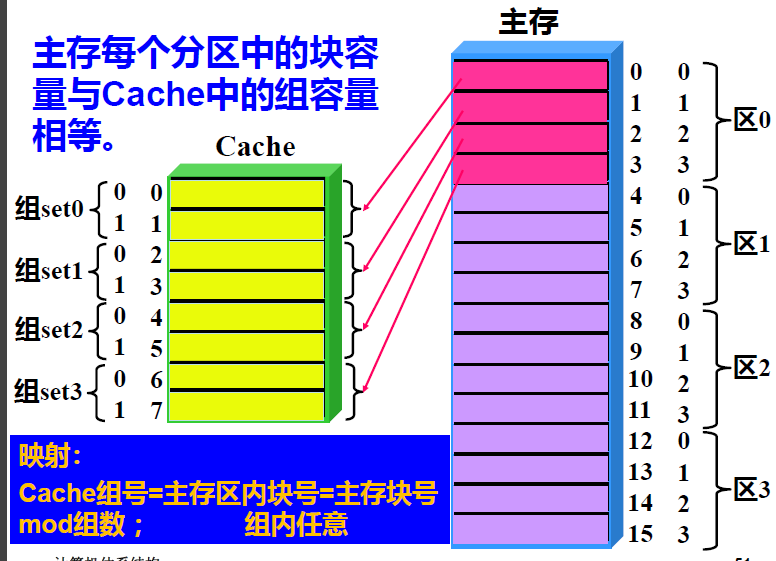 主存
主存每个分区中的块容
量与Cache中的组容量
相等。
Cache
组set0 0 0
1 1
组set1 0 2
1 3
组set2 0 4
1 5
组set3 0 6
1 7
0 0
1 1
2 2
3 3
区0
4 0
5 1
6 2
7 3
区1
8 0
9 1
10 2
11 3
区2
12 0
13 1
14 2
15 3
区3
映射：
Cache组号=主存区内块号=主存块号
mod组数； 组内任意